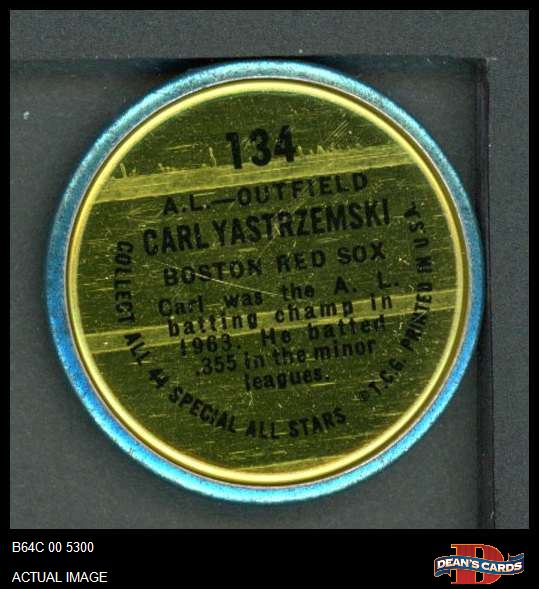 134
A.L.—OUTFIELD
CARL YASTRZEMSKI
BOSTON RED SOX
Carl was the A. L.
batting champ in
1963. He batted
.355 in the minor
leagues.
COLLECT ALL 44 SPECIAL ALL STARS ©T.C.G. PRINTED IN U.S.A.
B64C 00 5300
ACTUAL IMAGE
D
DEAN'S CARDS